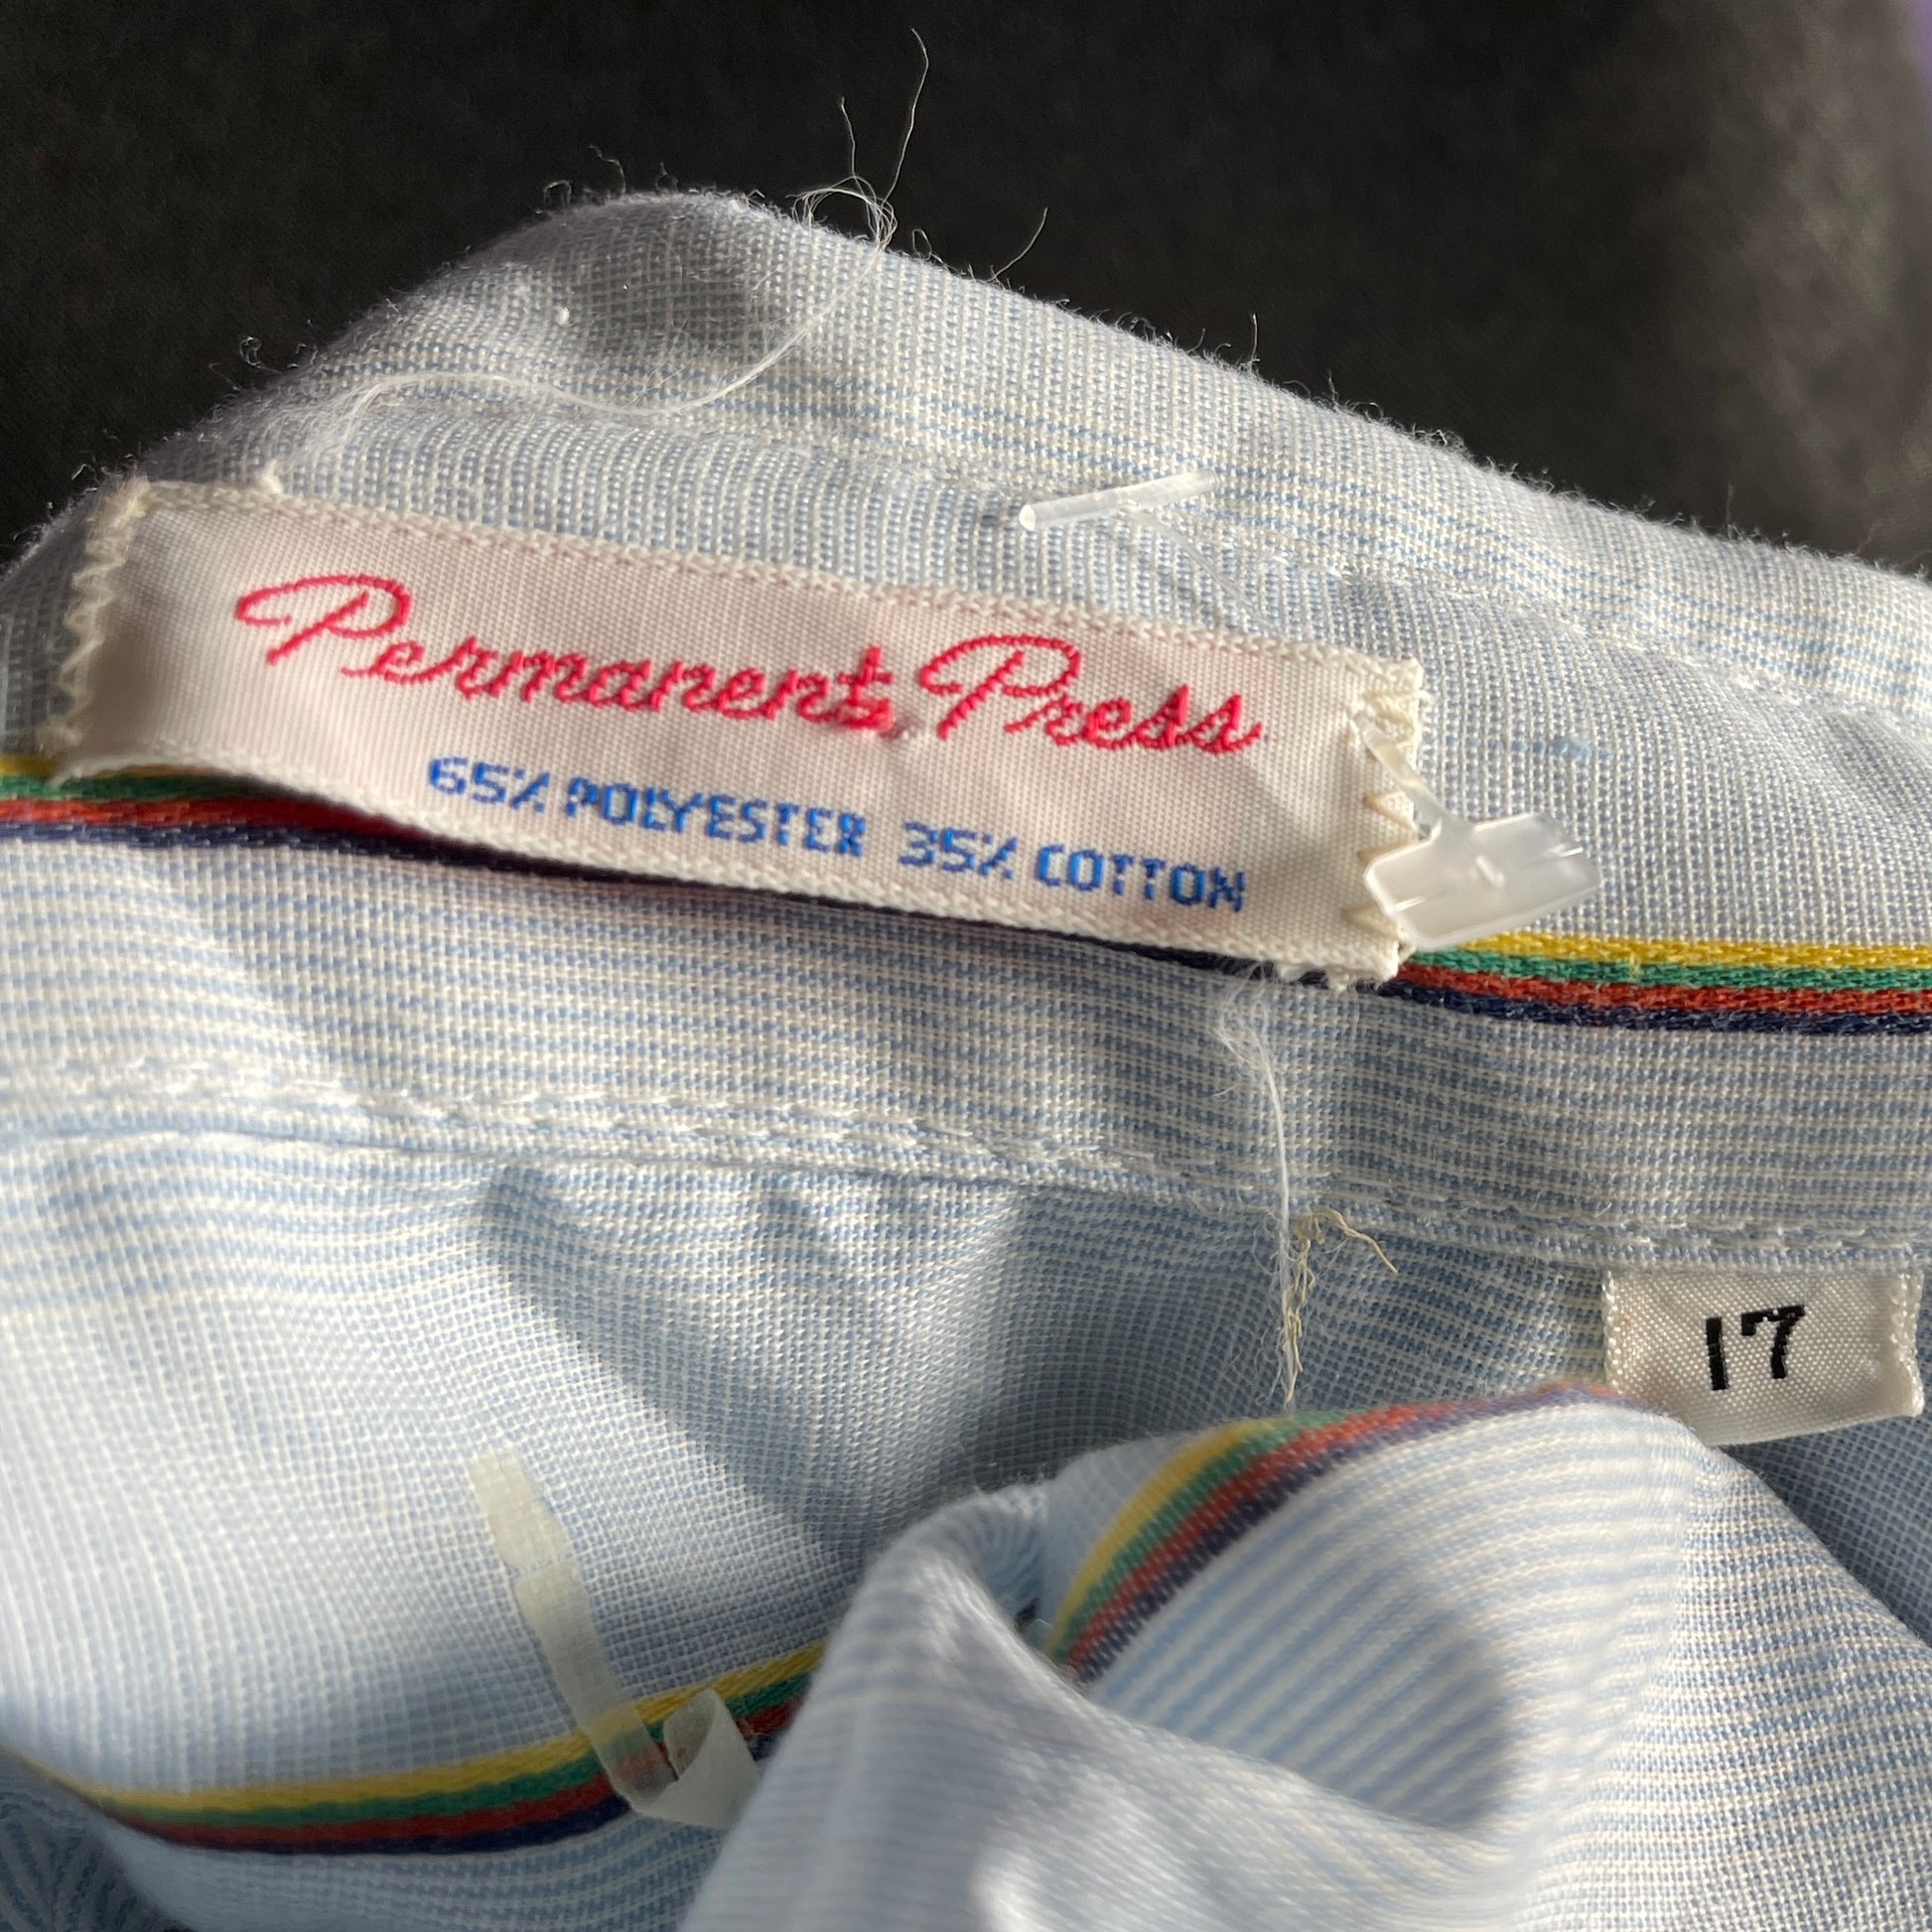 Permanent Press
65% POLYESTER 35% COTTON
17